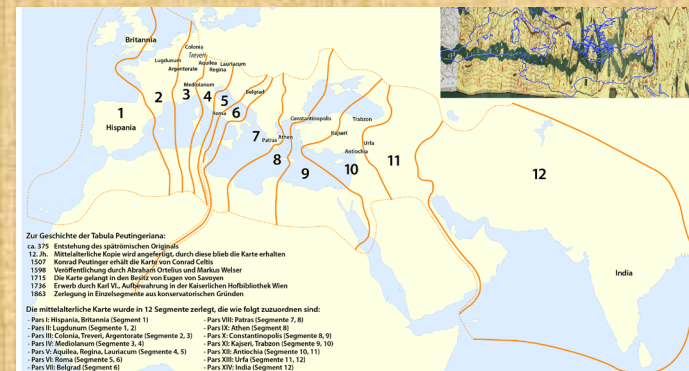 Britannia
Colonia
Treveri
Lugdunum
Aquilea
Lauriacum
Argentorate
Regina
Mediolanum
1
2
3
4
5
6
Roma
Belgrad
Hispania
7
Patras
Athen
Constantinopolis
Trabzon
Kajseri
Urfa
Antiochia
8
9
10
11
12
India
Zur Geschichte der Tabula Peutingeriana:
ca. 375 Entstehung des spätrömischen Originals
12. Jh. Mittelalterliche Kopie wird angefertigt, durch diese blieb die Karte erhalten
1507 Konrad Peutinger erhält die Karte von Conrad Celtis
1598 Veröffentlichung durch Abraham Ortelius und Markus Welser
1715 Die Karte gelangt in den Besitz von Eugen von Savoyen
1736 Erwerb durch Karl VI., Aufbewahrung in der Kaiserlichen Hofbibliothek Wien
1863 Zerlegung in Einzelsegmente aus konservatorischen Gründen
Die mittelalterliche Karte wurde in 12 Segmente zerlegt, die wie folgt zuzuordnen sind:
- Pars I: Hispania, Britannia (Segment 1)
- Pars II: Lugdunum (Segmente 1, 2)
- Pars III: Colonia, Treveri, Argentorate (Segmente 2, 3)
- Pars IV: Mediolanum (Segmente 3, 4)
- Pars V: Aquilea, Regina, Lauriacum (Segmente 4, 5)
- Pars VI: Roma (Segmente 5, 6)
- Pars VII: Belgrad (Segment 6)
- Pars VIII: Patras (Segmente 7, 8)
- Pars IX: Athen (Segment 8)
- Pars X: Constantinopolis (Segmente 8, 9)
- Pars XI: Kajseri, Trabzon (Segmente 9, 10)
- Pars XII: Antiochia (Segmente 10, 11)
- Pars XIII: Urfa (Segmente 11, 12)
- Pars XIV: India (Segment 12)